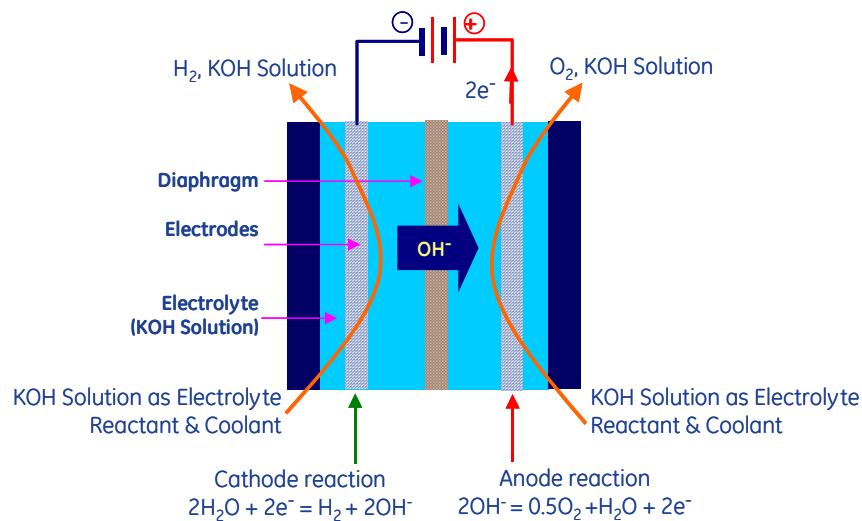 ⊖
⊕
H₂, KOH Solution
O₂, KOH Solution
2e⁻
Diaphragm
Electrodes
OH⁻
Electrolyte
(KOH Solution)
KOH Solution as Electrolyte
Reactant & Coolant
KOH Solution as Electrolyte
Reactant & Coolant
Cathode reaction
2H₂O + 2e⁻ = H₂ + 2OH⁻
Anode reaction
2OH⁻ = 0.5O₂ +H₂O + 2e⁻